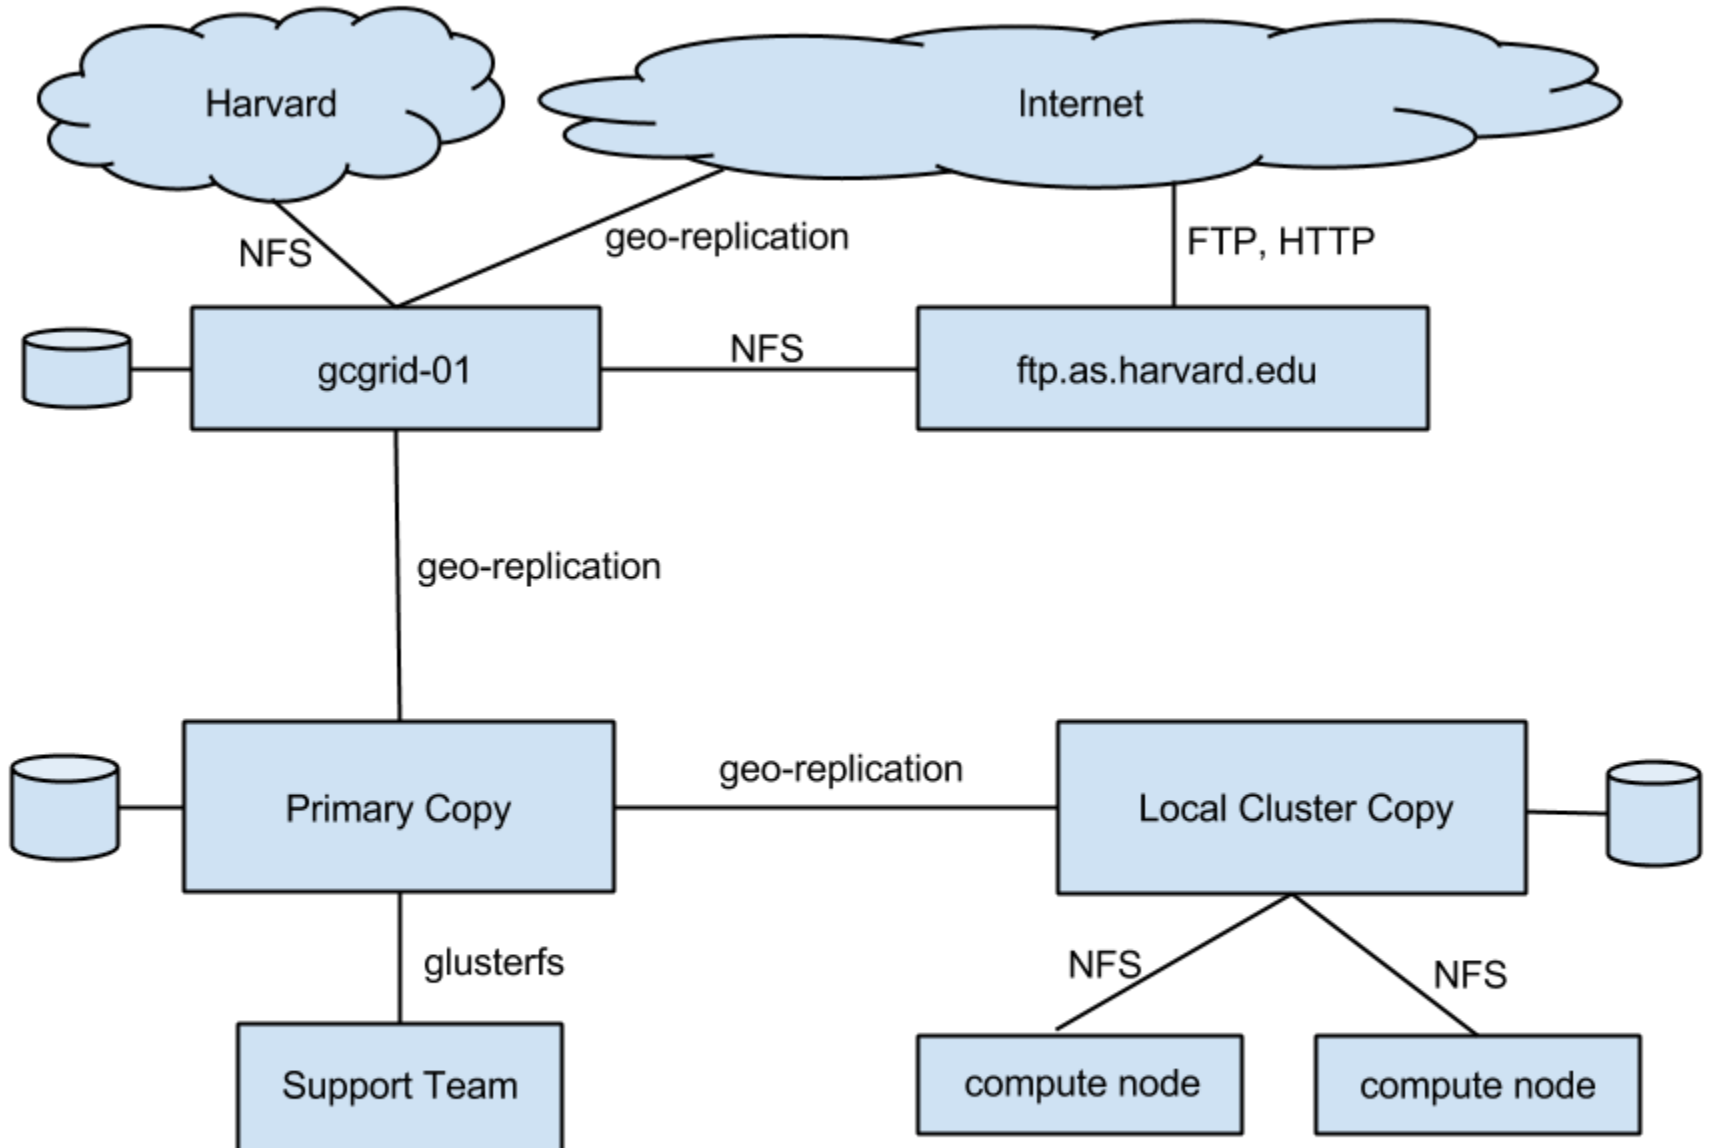 Harvard
Internet
NFS
geo-replication
FTP, HTTP
gcgrid-01
NFS
ftp.as.harvard.edu
geo-replication
Primary Copy
geo-replication
Local Cluster Copy
glusterfs
NFS
NFS
Support Team
compute node
compute node